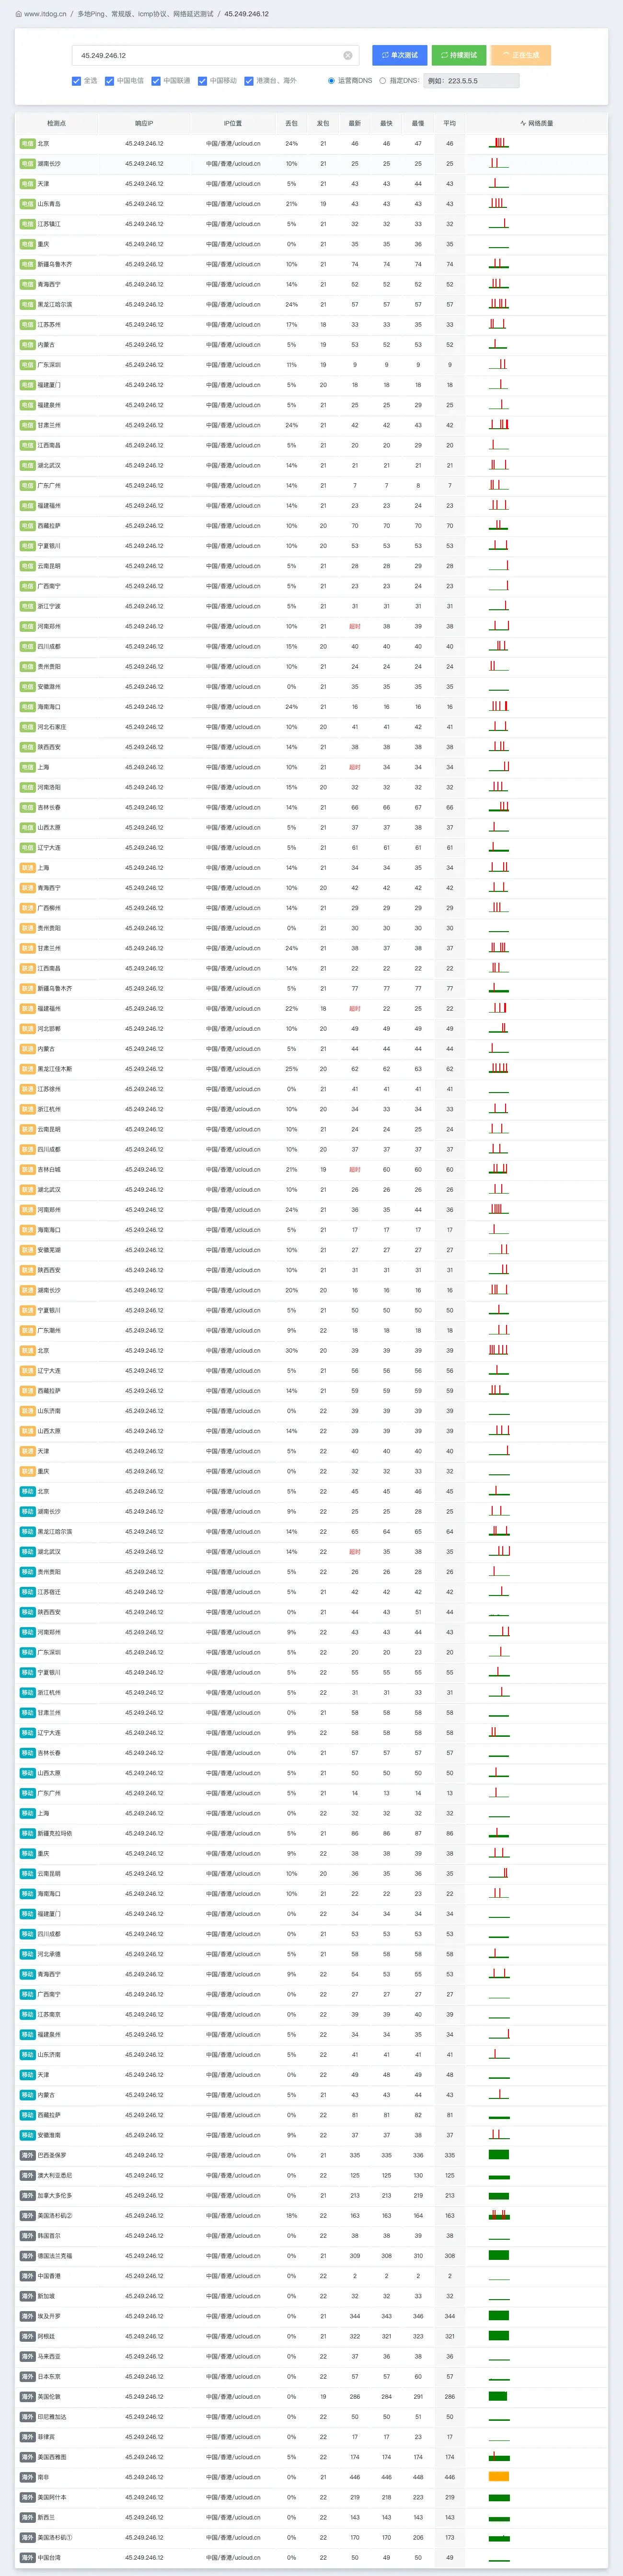 www.itdog.cn / 多地Ping、常规版、icmp协议、网络延迟测试 / 45.249.246.12
45.249.246.12 单次测试 持续测试 正在生成
全选 中国电信 中国联通 中国移动 港澳台、海外 运营商DNS 指定DNS： 例如：223.5.5.5
检测点 响应IP IP位置 丢包 发包 最新 最快 最慢 平均 网络质量
电信 北京 45.249.246.12 中国/香港/ucloud.cn 24% 21 46 46 47 46
电信 湖南长沙 45.249.246.12 中国/香港/ucloud.cn 10% 21 25 25 25 25
电信 天津 45.249.246.12 中国/香港/ucloud.cn 5% 21 43 43 44 43
电信 山东青岛 45.249.246.12 中国/香港/ucloud.cn 21% 19 43 43 43 43
电信 江苏镇江 45.249.246.12 中国/香港/ucloud.cn 5% 21 32 32 33 32
电信 重庆 45.249.246.12 中国/香港/ucloud.cn 0% 21 35 35 36 35
电信 新疆乌鲁木齐 45.249.246.12 中国/香港/ucloud.cn 10% 21 74 74 74 74
电信 青海西宁 45.249.246.12 中国/香港/ucloud.cn 14% 21 52 52 52 52
电信 黑龙江哈尔滨 45.249.246.12 中国/香港/ucloud.cn 24% 21 57 57 57 57
电信 江苏苏州 45.249.246.12 中国/香港/ucloud.cn 17% 18 33 33 35 33
电信 内蒙古 45.249.246.12 中国/香港/ucloud.cn 5% 19 53 52 53 52
电信 广东深圳 45.249.246.12 中国/香港/ucloud.cn 11% 19 9 9 9 9
电信 福建厦门 45.249.246.12 中国/香港/ucloud.cn 5% 20 18 18 18 18
电信 福建泉州 45.249.246.12 中国/香港/ucloud.cn 5% 21 25 25 29 25
电信 甘肃兰州 45.249.246.12 中国/香港/ucloud.cn 24% 21 42 42 43 42
电信 江西南昌 45.249.246.12 中国/香港/ucloud.cn 5% 21 20 20 29 20
电信 湖北武汉 45.249.246.12 中国/香港/ucloud.cn 14% 21 21 21 21 21
电信 广东广州 45.249.246.12 中国/香港/ucloud.cn 14% 21 7 7 8 7
电信 福建福州 45.249.246.12 中国/香港/ucloud.cn 14% 21 23 23 24 23
电信 西藏拉萨 45.249.246.12 中国/香港/ucloud.cn 10% 20 70 70 70 70
电信 宁夏银川 45.249.246.12 中国/香港/ucloud.cn 10% 20 53 53 53 53
电信 云南昆明 45.249.246.12 中国/香港/ucloud.cn 5% 21 28 28 29 28
电信 广西南宁 45.249.246.12 中国/香港/ucloud.cn 5% 21 23 23 24 23
电信 浙江宁波 45.249.246.12 中国/香港/ucloud.cn 5% 21 31 31 31 31
电信 河南郑州 45.249.246.12 中国/香港/ucloud.cn 10% 21 超时 38 39 38
电信 四川成都 45.249.246.12 中国/香港/ucloud.cn 15% 20 40 40 40 40
电信 贵州贵阳 45.249.246.12 中国/香港/ucloud.cn 10% 21 24 24 24 24
电信 安徽滁州 45.249.246.12 中国/香港/ucloud.cn 0% 21 35 35 35 35
电信 海南海口 45.249.246.12 中国/香港/ucloud.cn 24% 21 16 16 16 16
电信 河北石家庄 45.249.246.12 中国/香港/ucloud.cn 10% 20 41 41 42 41
电信 陕西西安 45.249.246.12 中国/香港/ucloud.cn 14% 21 38 38 38 38
电信 上海 45.249.246.12 中国/香港/ucloud.cn 10% 21 超时 34 34 34
电信 河南洛阳 45.249.246.12 中国/香港/ucloud.cn 15% 20 32 32 32 32
电信 吉林长春 45.249.246.12 中国/香港/ucloud.cn 14% 21 66 66 67 66
电信 山西太原 45.249.246.12 中国/香港/ucloud.cn 5% 21 37 37 38 37
电信 辽宁大连 45.249.246.12 中国/香港/ucloud.cn 5% 21 61 61 61 61
联通 上海 45.249.246.12 中国/香港/ucloud.cn 14% 21 34 34 35 34
联通 青海西宁 45.249.246.12 中国/香港/ucloud.cn 10% 20 42 42 42 42
联通 广西柳州 45.249.246.12 中国/香港/ucloud.cn 14% 21 29 29 29 29
联通 贵州贵阳 45.249.246.12 中国/香港/ucloud.cn 0% 21 30 30 30 30
联通 甘肃兰州 45.249.246.12 中国/香港/ucloud.cn 24% 21 38 37 38 37
联通 江西南昌 45.249.246.12 中国/香港/ucloud.cn 14% 21 22 22 22 22
联通 新疆乌鲁木齐 45.249.246.12 中国/香港/ucloud.cn 5% 21 77 77 77 77
联通 福建福州 45.249.246.12 中国/香港/ucloud.cn 22% 18 超时 22 25 22
联通 河北邯郸 45.249.246.12 中国/香港/ucloud.cn 10% 20 49 49 49 49
联通 内蒙古 45.249.246.12 中国/香港/ucloud.cn 5% 21 44 44 44 44
联通 黑龙江佳木斯 45.249.246.12 中国/香港/ucloud.cn 25% 20 62 62 63 62
联通 江苏徐州 45.249.246.12 中国/香港/ucloud.cn 0% 21 41 41 41 41
联通 浙江杭州 45.249.246.12 中国/香港/ucloud.cn 10% 20 34 33 34 33
联通 云南昆明 45.249.246.12 中国/香港/ucloud.cn 10% 21 24 24 25 24
联通 四川成都 45.249.246.12 中国/香港/ucloud.cn 10% 20 37 37 37 37
联通 吉林白城 45.249.246.12 中国/香港/ucloud.cn 21% 19 超时 60 60 60
联通 湖北武汉 45.249.246.12 中国/香港/ucloud.cn 10% 21 26 26 26 26
联通 河南郑州 45.249.246.12 中国/香港/ucloud.cn 24% 21 36 35 44 36
联通 海南海口 45.249.246.12 中国/香港/ucloud.cn 5% 21 17 17 17 17
联通 安徽芜湖 45.249.246.12 中国/香港/ucloud.cn 10% 21 27 27 27 27
联通 陕西西安 45.249.246.12 中国/香港/ucloud.cn 10% 21 31 31 31 31
联通 湖南长沙 45.249.246.12 中国/香港/ucloud.cn 20% 20 16 16 16 16
联通 宁夏银川 45.249.246.12 中国/香港/ucloud.cn 5% 21 50 50 50 50
联通 广东潮州 45.249.246.12 中国/香港/ucloud.cn 9% 22 18 18 18 18
联通 北京 45.249.246.12 中国/香港/ucloud.cn 30% 20 39 39 39 39
联通 辽宁大连 45.249.246.12 中国/香港/ucloud.cn 5% 21 56 56 56 56
联通 西藏拉萨 45.249.246.12 中国/香港/ucloud.cn 14% 21 59 59 59 59
联通 山东济南 45.249.246.12 中国/香港/ucloud.cn 0% 22 39 39 39 39
联通 山西太原 45.249.246.12 中国/香港/ucloud.cn 14% 22 39 39 39 39
联通 天津 45.249.246.12 中国/香港/ucloud.cn 5% 22 40 40 40 40
联通 重庆 45.249.246.12 中国/香港/ucloud.cn 0% 22 32 32 33 32
移动 北京 45.249.246.12 中国/香港/ucloud.cn 5% 22 45 45 46 45
移动 湖南长沙 45.249.246.12 中国/香港/ucloud.cn 9% 22 25 25 28 25
移动 黑龙江哈尔滨 45.249.246.12 中国/香港/ucloud.cn 14% 22 65 64 65 64
移动 湖北武汉 45.249.246.12 中国/香港/ucloud.cn 14% 22 超时 35 38 35
移动 贵州贵阳 45.249.246.12 中国/香港/ucloud.cn 5% 22 26 26 28 26
移动 江苏宿迁 45.249.246.12 中国/香港/ucloud.cn 5% 21 42 42 42 42
移动 陕西西安 45.249.246.12 中国/香港/ucloud.cn 0% 21 44 43 51 44
移动 河南郑州 45.249.246.12 中国/香港/ucloud.cn 9% 22 43 43 44 43
移动 广东深圳 45.249.246.12 中国/香港/ucloud.cn 5% 22 20 20 23 20
移动 宁夏银川 45.249.246.12 中国/香港/ucloud.cn 5% 22 55 55 55 55
移动 浙江杭州 45.249.246.12 中国/香港/ucloud.cn 5% 22 31 31 33 31
移动 甘肃兰州 45.249.246.12 中国/香港/ucloud.cn 0% 21 58 58 58 58
移动 辽宁大连 45.249.246.12 中国/香港/ucloud.cn 9% 22 58 58 58 58
移动 吉林长春 45.249.246.12 中国/香港/ucloud.cn 0% 21 57 57 57 57
移动 山西太原 45.249.246.12 中国/香港/ucloud.cn 5% 21 50 50 50 50
移动 广东广州 45.249.246.12 中国/香港/ucloud.cn 5% 21 14 13 14 13
移动 上海 45.249.246.12 中国/香港/ucloud.cn 0% 22 32 32 32 32
移动 新疆克拉玛依 45.249.246.12 中国/香港/ucloud.cn 5% 21 86 86 87 86
移动 重庆 45.249.246.12 中国/香港/ucloud.cn 9% 22 38 38 39 38
移动 云南昆明 45.249.246.12 中国/香港/ucloud.cn 10% 20 36 35 36 35
移动 海南海口 45.249.246.12 中国/香港/ucloud.cn 10% 21 22 22 23 22
移动 福建厦门 45.249.246.12 中国/香港/ucloud.cn 0% 22 34 34 34 34
移动 四川成都 45.249.246.12 中国/香港/ucloud.cn 0% 21 53 53 53 53
移动 河北承德 45.249.246.12 中国/香港/ucloud.cn 5% 21 58 58 58 58
移动 青海西宁 45.249.246.12 中国/香港/ucloud.cn 9% 22 54 53 55 53
移动 广西南宁 45.249.246.12 中国/香港/ucloud.cn 0% 22 27 27 27 27
移动 江苏南京 45.249.246.12 中国/香港/ucloud.cn 0% 22 39 39 40 39
移动 福建泉州 45.249.246.12 中国/香港/ucloud.cn 5% 22 34 34 35 34
移动 山东济南 45.249.246.12 中国/香港/ucloud.cn 5% 22 41 41 41 41
移动 天津 45.249.246.12 中国/香港/ucloud.cn 0% 22 49 48 49 48
移动 内蒙古 45.249.246.12 中国/香港/ucloud.cn 5% 21 43 43 44 43
移动 西藏拉萨 45.249.246.12 中国/香港/ucloud.cn 0% 22 81 81 82 81
移动 安徽淮南 45.249.246.12 中国/香港/ucloud.cn 9% 22 37 37 38 37
海外 巴西圣保罗 45.249.246.12 中国/香港/ucloud.cn 0% 21 335 335 336 335
海外 澳大利亚悉尼 45.249.246.12 中国/香港/ucloud.cn 0% 22 125 125 130 125
海外 加拿大多伦多 45.249.246.12 中国/香港/ucloud.cn 0% 21 213 213 219 213
海外 美国洛杉矶② 45.249.246.12 中国/香港/ucloud.cn 18% 22 163 163 164 163
海外 韩国首尔 45.249.246.12 中国/香港/ucloud.cn 0% 22 38 38 39 38
海外 德国法兰克福 45.249.246.12 中国/香港/ucloud.cn 0% 21 309 308 310 308
海外 中国香港 45.249.246.12 中国/香港/ucloud.cn 0% 22 2 2 2 2
海外 新加坡 45.249.246.12 中国/香港/ucloud.cn 0% 22 32 32 33 32
海外 埃及开罗 45.249.246.12 中国/香港/ucloud.cn 0% 21 344 343 346 344
海外 阿根廷 45.249.246.12 中国/香港/ucloud.cn 0% 21 322 321 323 321
海外 马来西亚 45.249.246.12 中国/香港/ucloud.cn 0% 22 37 36 38 36
海外 日本东京 45.249.246.12 中国/香港/ucloud.cn 0% 22 57 57 60 57
海外 英国伦敦 45.249.246.12 中国/香港/ucloud.cn 0% 19 286 284 291 286
海外 印尼雅加达 45.249.246.12 中国/香港/ucloud.cn 0% 22 50 50 51 50
海外 菲律宾 45.249.246.12 中国/香港/ucloud.cn 0% 22 17 17 23 17
海外 美国西雅图 45.249.246.12 中国/香港/ucloud.cn 5% 22 174 174 174 174
海外 南非 45.249.246.12 中国/香港/ucloud.cn 0% 21 446 446 448 446
海外 美国阿什本 45.249.246.12 中国/香港/ucloud.cn 0% 22 219 218 223 219
海外 新西兰 45.249.246.12 中国/香港/ucloud.cn 0% 22 143 143 143 143
海外 美国洛杉矶① 45.249.246.12 中国/香港/ucloud.cn 0% 22 170 170 206 173
海外 中国台湾 45.249.246.12 中国/香港/ucloud.cn 0% 22 50 49 50 49